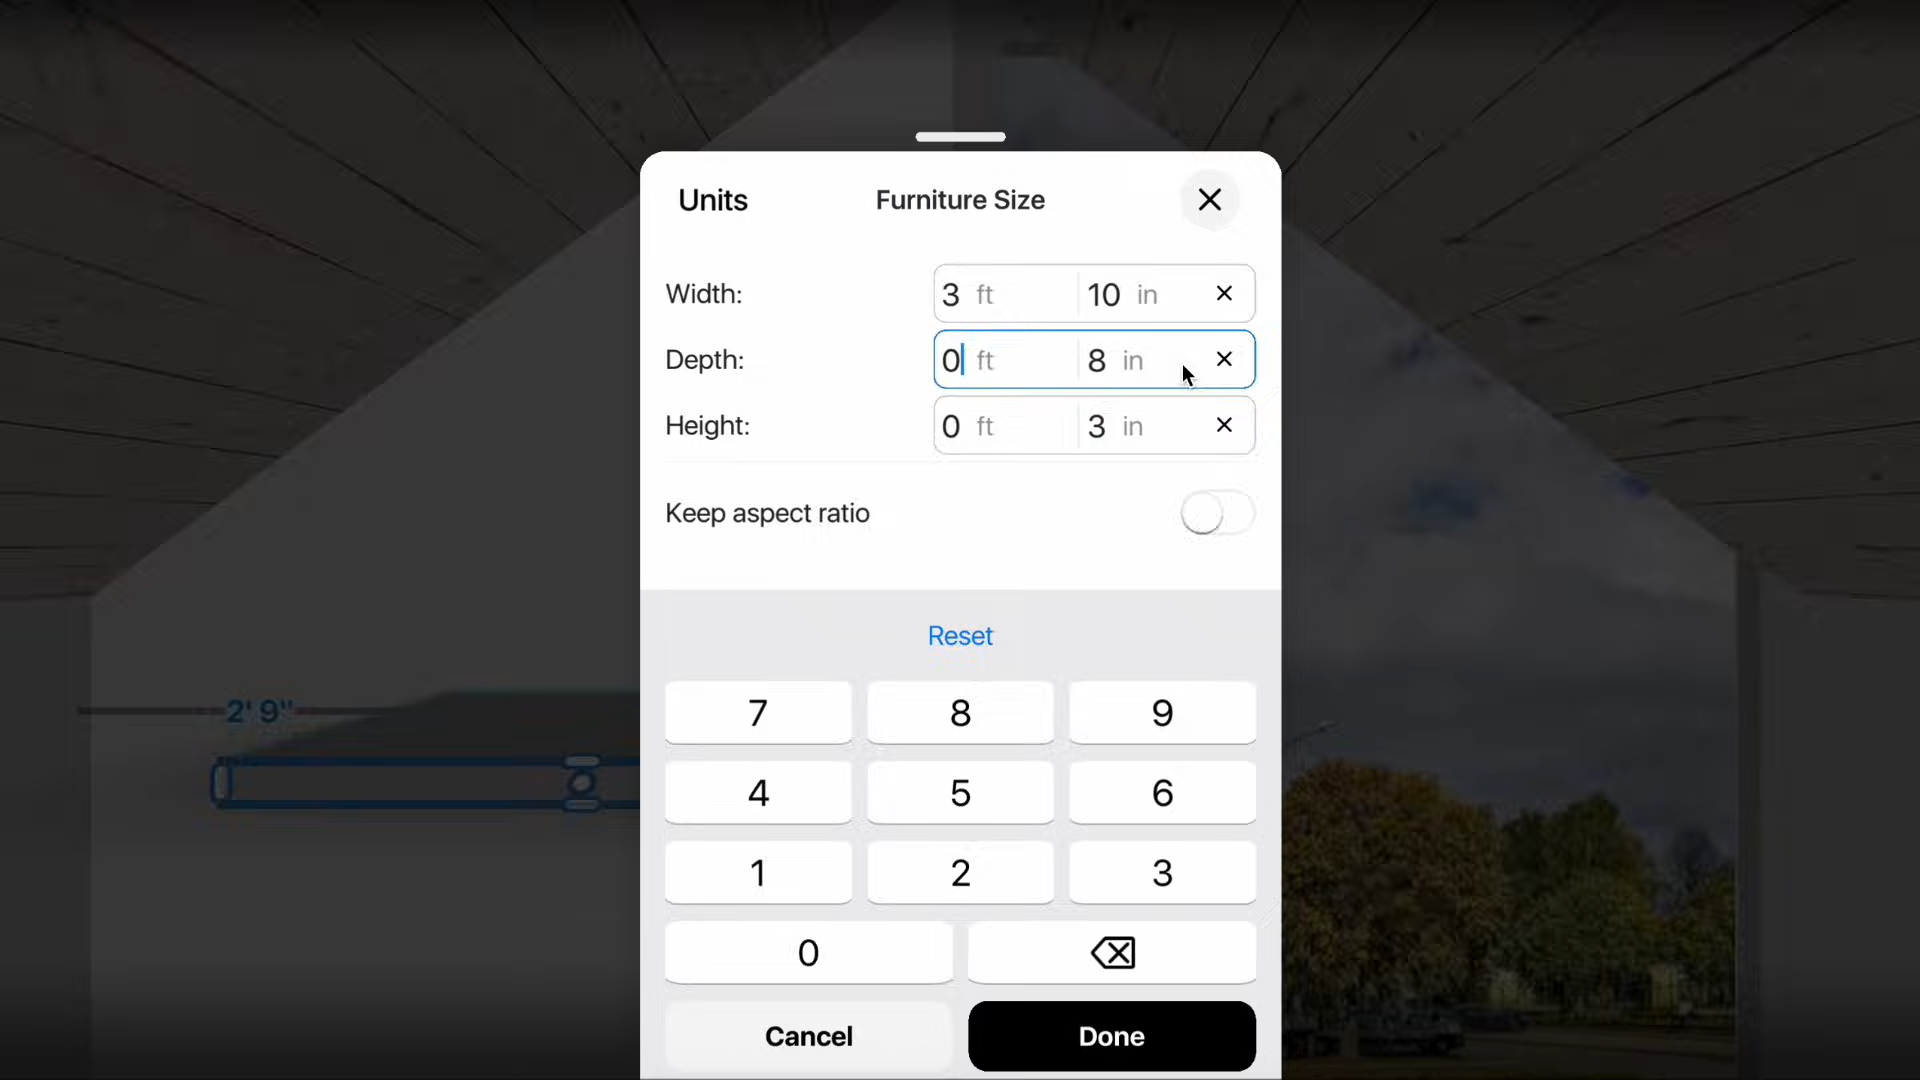 Units Furniture Size
Width: 3 ft 10 in
Depth: 0 ft 8 in
Height: 0 ft 3 in
Keep aspect ratio
Reset
2' 9"
7 8 9
4 5 6
1 2 3
0
Cancel Done